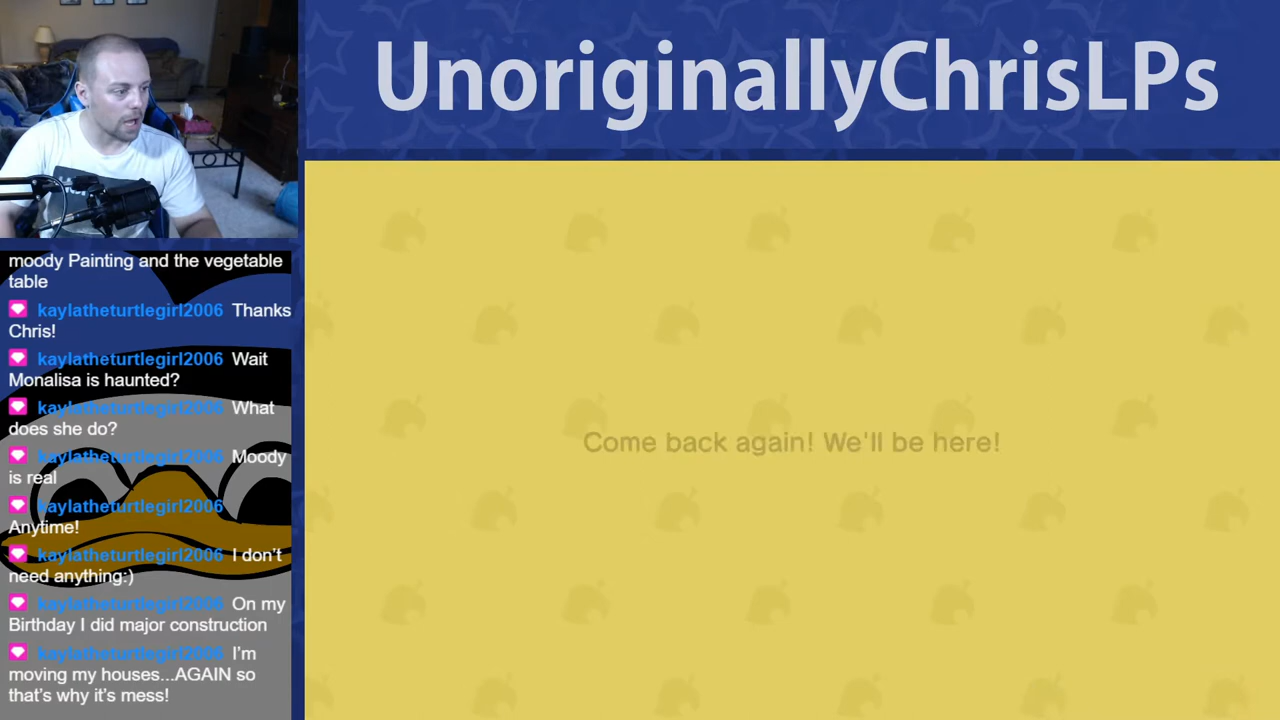 UnoriginallyChrisLPs
moody Painting and the vegetable
table
kaylatheturtlegirl2006 Thanks
Chris!
kaylatheturtlegirl2006 Wait
Monalisa is haunted?
kaylatheturtlegirl2006 What
does she do?
kaylatheturtlegirl2006 Moody
is real
kaylatheturtlegirl2006
Anytime!
kaylatheturtlegirl2006 I don't
need anything:)
kaylatheturtlegirl2006 On my
Birthday I did major construction
kaylatheturtlegirl2006 I'm
moving my houses...AGAIN so
that's why it's mess!
Come back again! We'll be here!